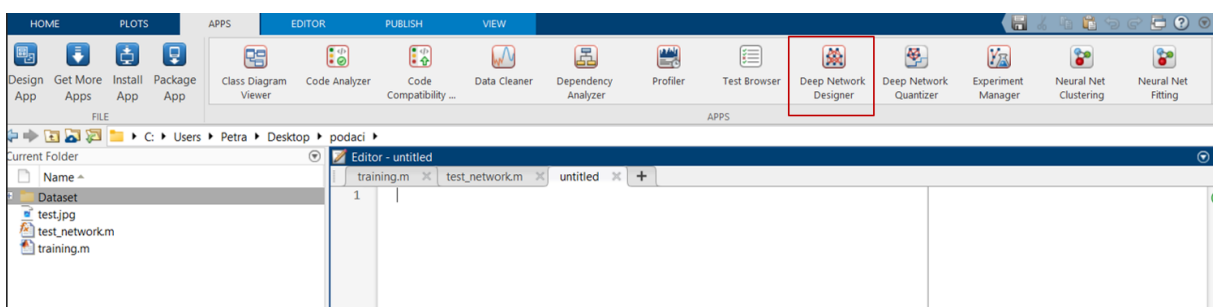 HOME PLOTS APPS EDITOR PUBLISH VIEW
Design App
Get More Apps
Install App
Package App
Class Diagram Viewer
Code Analyzer
Code Compatibility ...
Data Cleaner
Dependency Analyzer
Profiler
Test Browser
Deep Network Designer
Deep Network Quantizer
Experiment Manager
Neural Net Clustering
Neural Net Fitting
FILE APPS
C: Users Petra Desktop podaci
Current Folder
Name
Dataset
test.jpg
test_network.m
training.m
Editor - untitled
training.m test_network.m untitled +
1